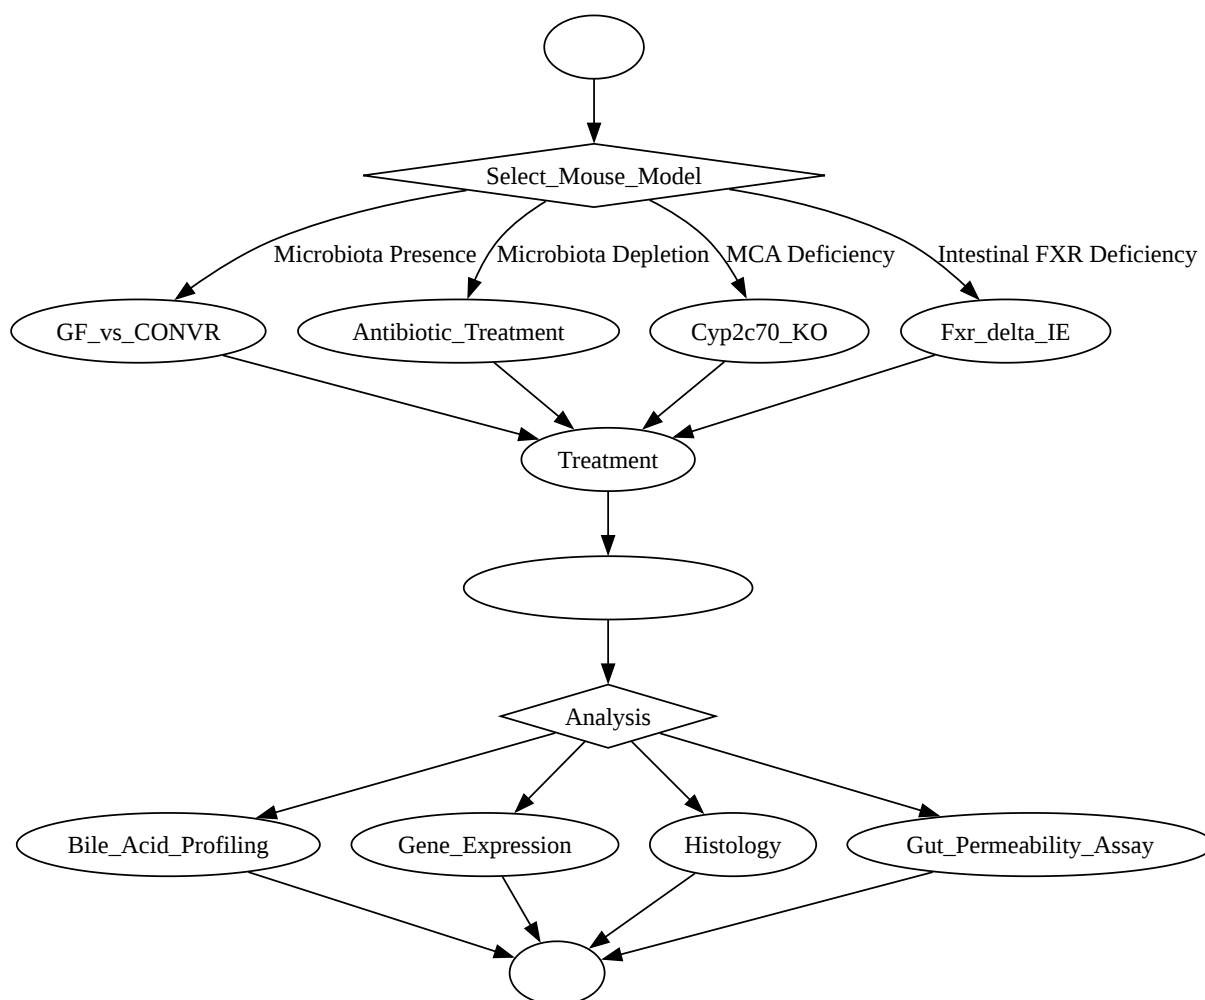 Select_Mouse_Model
Microbiota Presence
Microbiota Depletion
MCA Deficiency
Intestinal FXR Deficiency
GF_vs_CONVR
Antibiotic_Treatment
Cyp2c70_KO
Fxr_delta_IE
Treatment
Analysis
Bile_Acid_Profiling
Gene_Expression
Histology
Gut_Permeability_Assay